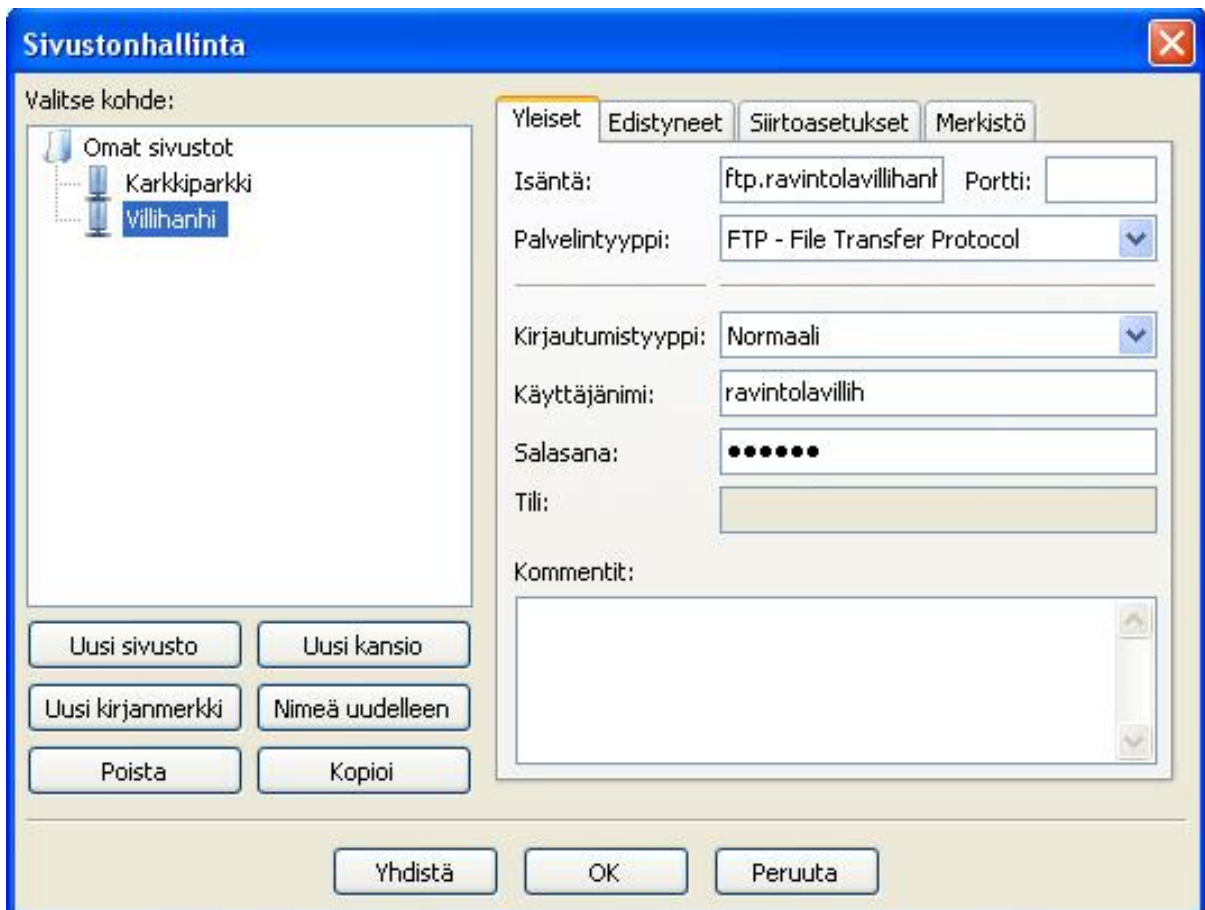 Sivustonhallinta
Valitse kohde:
Omat sivustot
Karkkiparkki
Villihanhi
Uusi sivusto
Uusi kansio
Uusi kirjanmerkki
Nimeä uudelleen
Poista
Kopioi
Yleiset
Edistyneet
Siirtoasetukset
Merkistö
Isäntä: ftp.ravintolavillihanh Portti:
Palvelintyyppi: FTP - File Transfer Protocol
Kirjautumistyyppi: Normaali
Käyttäjänimi: ravintolavillih
Salasana: ●●●●●●
Tili:
Kommentit:
Yhdistä
OK
Peruuta